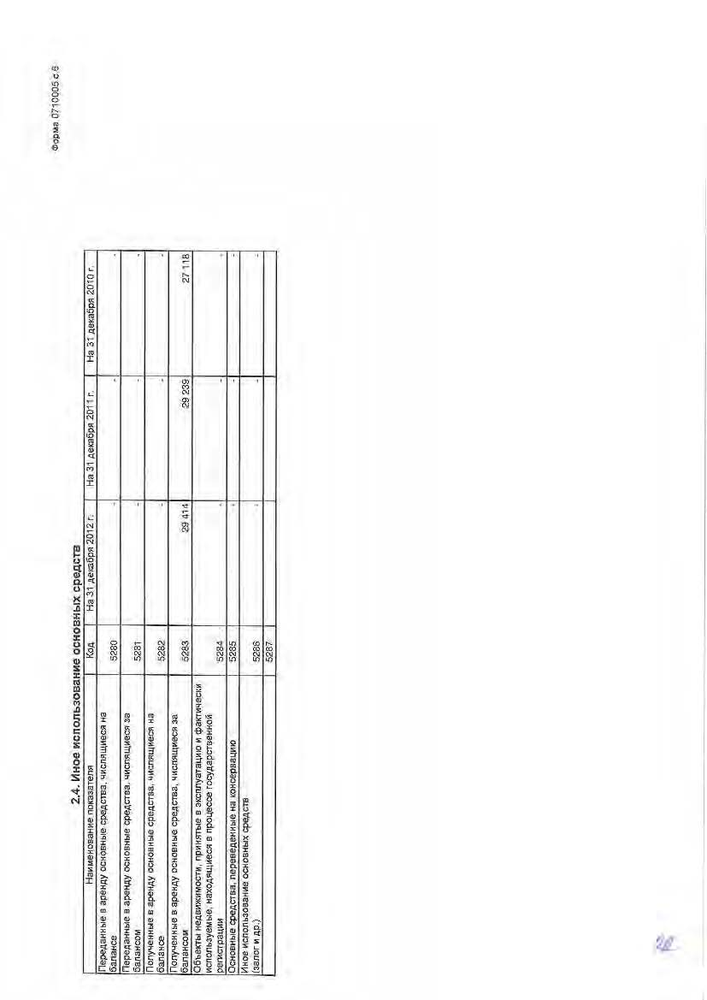 Форма 0710005 с.6
2.4. Иное использование основных средств
Наименование показателя Код На 31 декабря 2012 г. На 31 декабря 2011 г. На 31 декабря 2010 г.
Переданные в аренду основные средства, числящиеся на
балансе 5280 - - -
Переданные в аренду основные средства, числящиеся за
балансом 5281 - - -
Полученные в аренду основные средства, числящиеся на
балансе 5282 - - -
Полученные в аренду основные средства, числящиеся за
балансом 5283 29 414 29 239 27 118
Объекты недвижимости, принятые в эксплуатацию и фактически
используемые, находящиеся в процессе государственной
регистрации 5284 - - -
Основные средства, переведенные на консервацию 5285 - - -
Иное использование основных средств
(залог и др.) 5286 - - -
5287